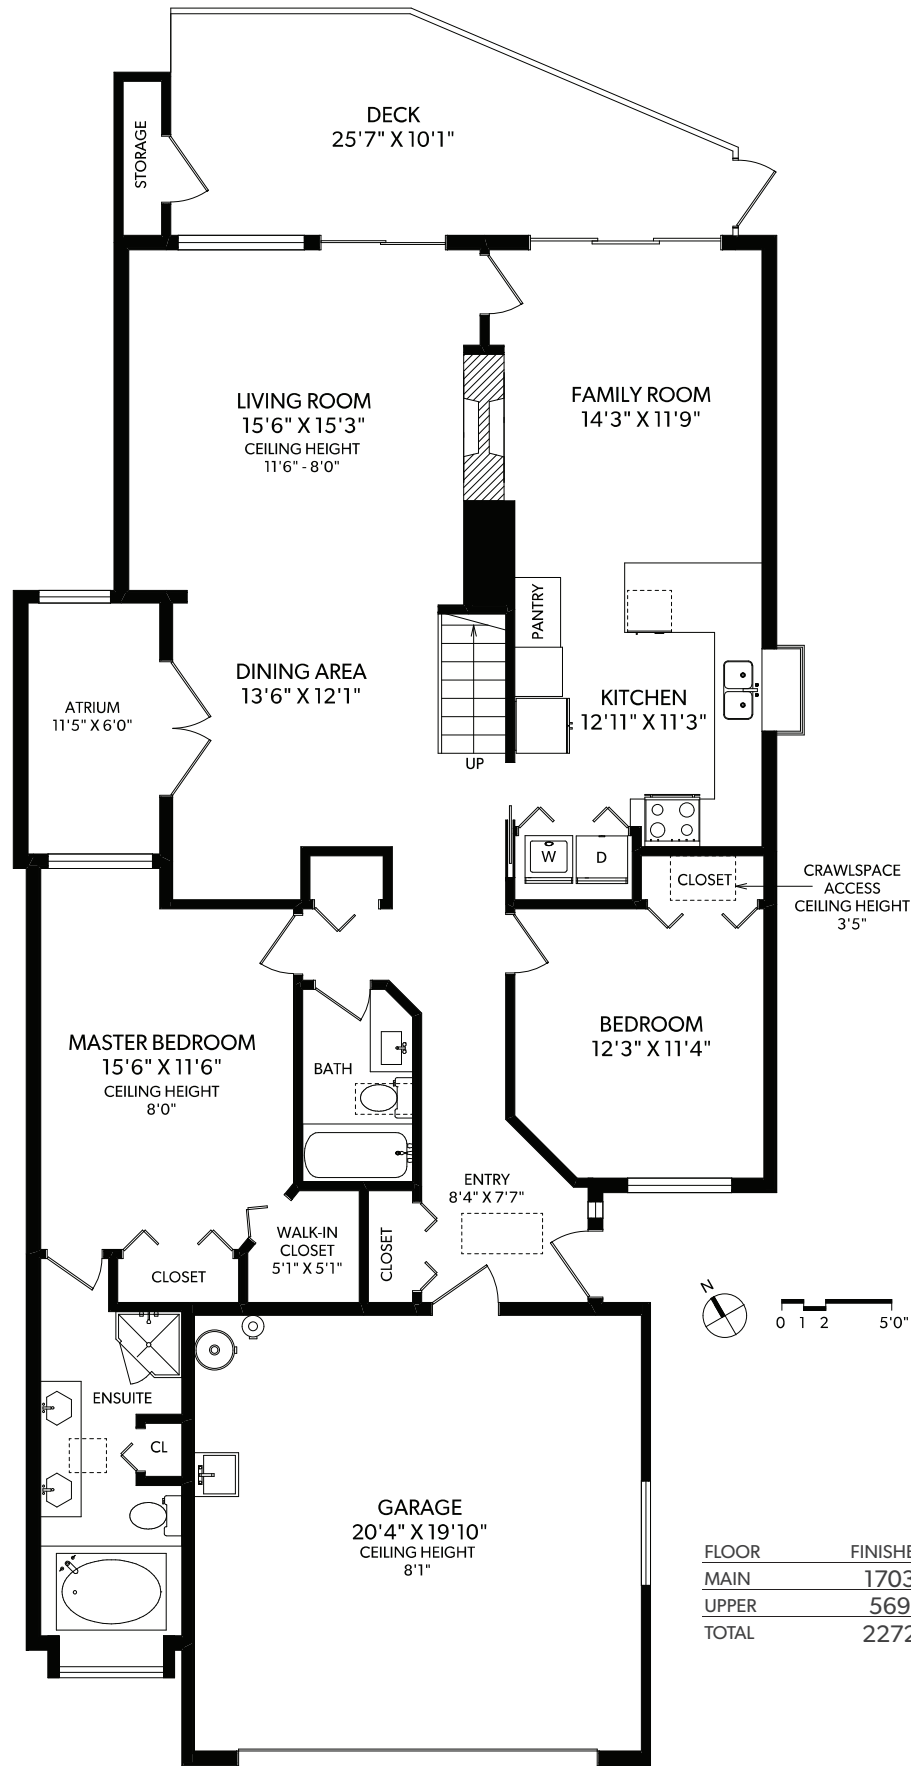 DECK
25'7" X 10'1"
STORAGE
LIVING ROOM
15'6" X 15'3"
CEILING HEIGHT
11'6" - 8'0"
FAMILY ROOM
14'3" X 11'9"
PANTRY
DINING AREA
13'6" X 12'1"
ATRIUM
11'5" X 6'0"
KITCHEN
12'11" X 11'3"
UP
W
D
CLOSET
CRAWLSPACE
ACCESS
CEILING HEIGHT
3'5"
MASTER BEDROOM
15'6" X 11'6"
CEILING HEIGHT
8'0"
BATH
BEDROOM
12'3" X 11'4"
ENTRY
8'4" X 7'7"
WALK-IN
CLOSET
5'1" X 5'1"
CLOSET
CLOSET
N
0 1 2 5'0"
ENSUITE
CL
GARAGE
20'4" X 19'10"
CEILING HEIGHT
8'1"
FLOOR FINISHE
MAIN 1703
UPPER 569
TOTAL 2272